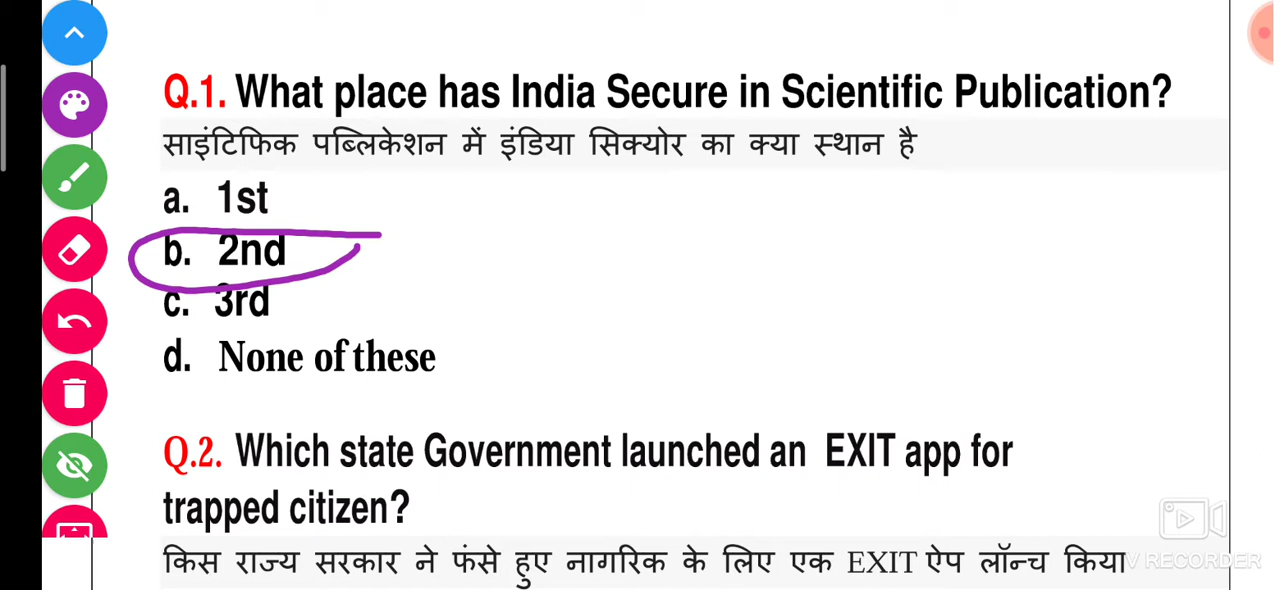 Q.1. What place has India Secure in Scientific Publication?
साइंटिफिक पब्लिकेशन में इंडिया सिक्योर का क्या स्थान है
a. 1st
b. 2nd
c. 3rd
d. None of these
Q.2. Which state Government launched an EXIT app for
trapped citizen?
किस राज्य सरकार ने फंसे हुए नागरिक के लिए एक EXIT ऐप लॉन्च किया
V RECORDER